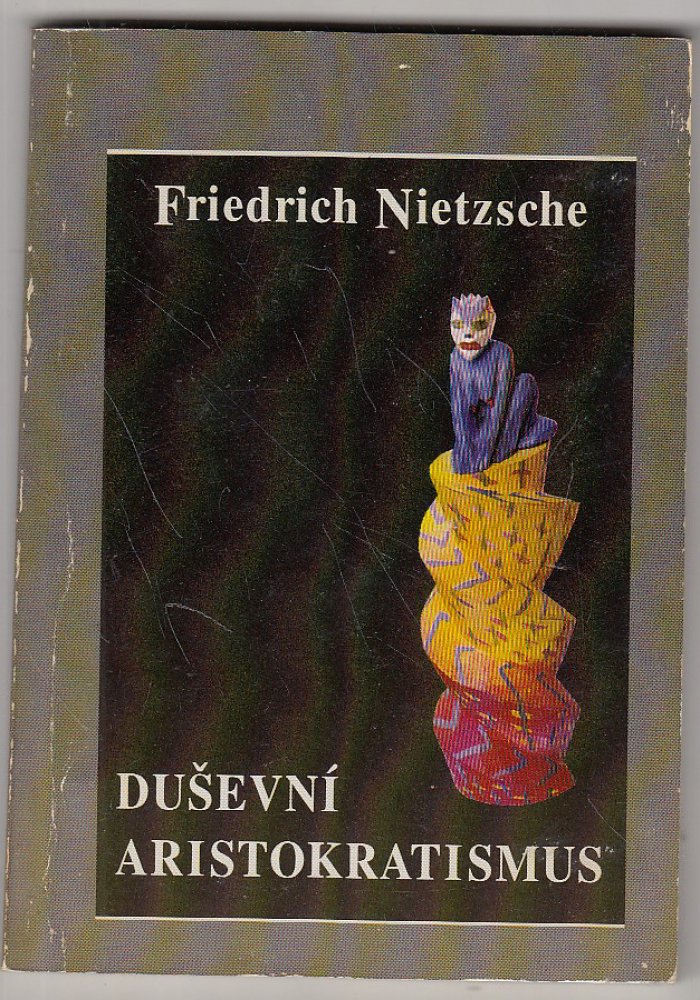 Friedrich Nietzsche
DUŠEVNÍ
ARISTOKRATISMUS